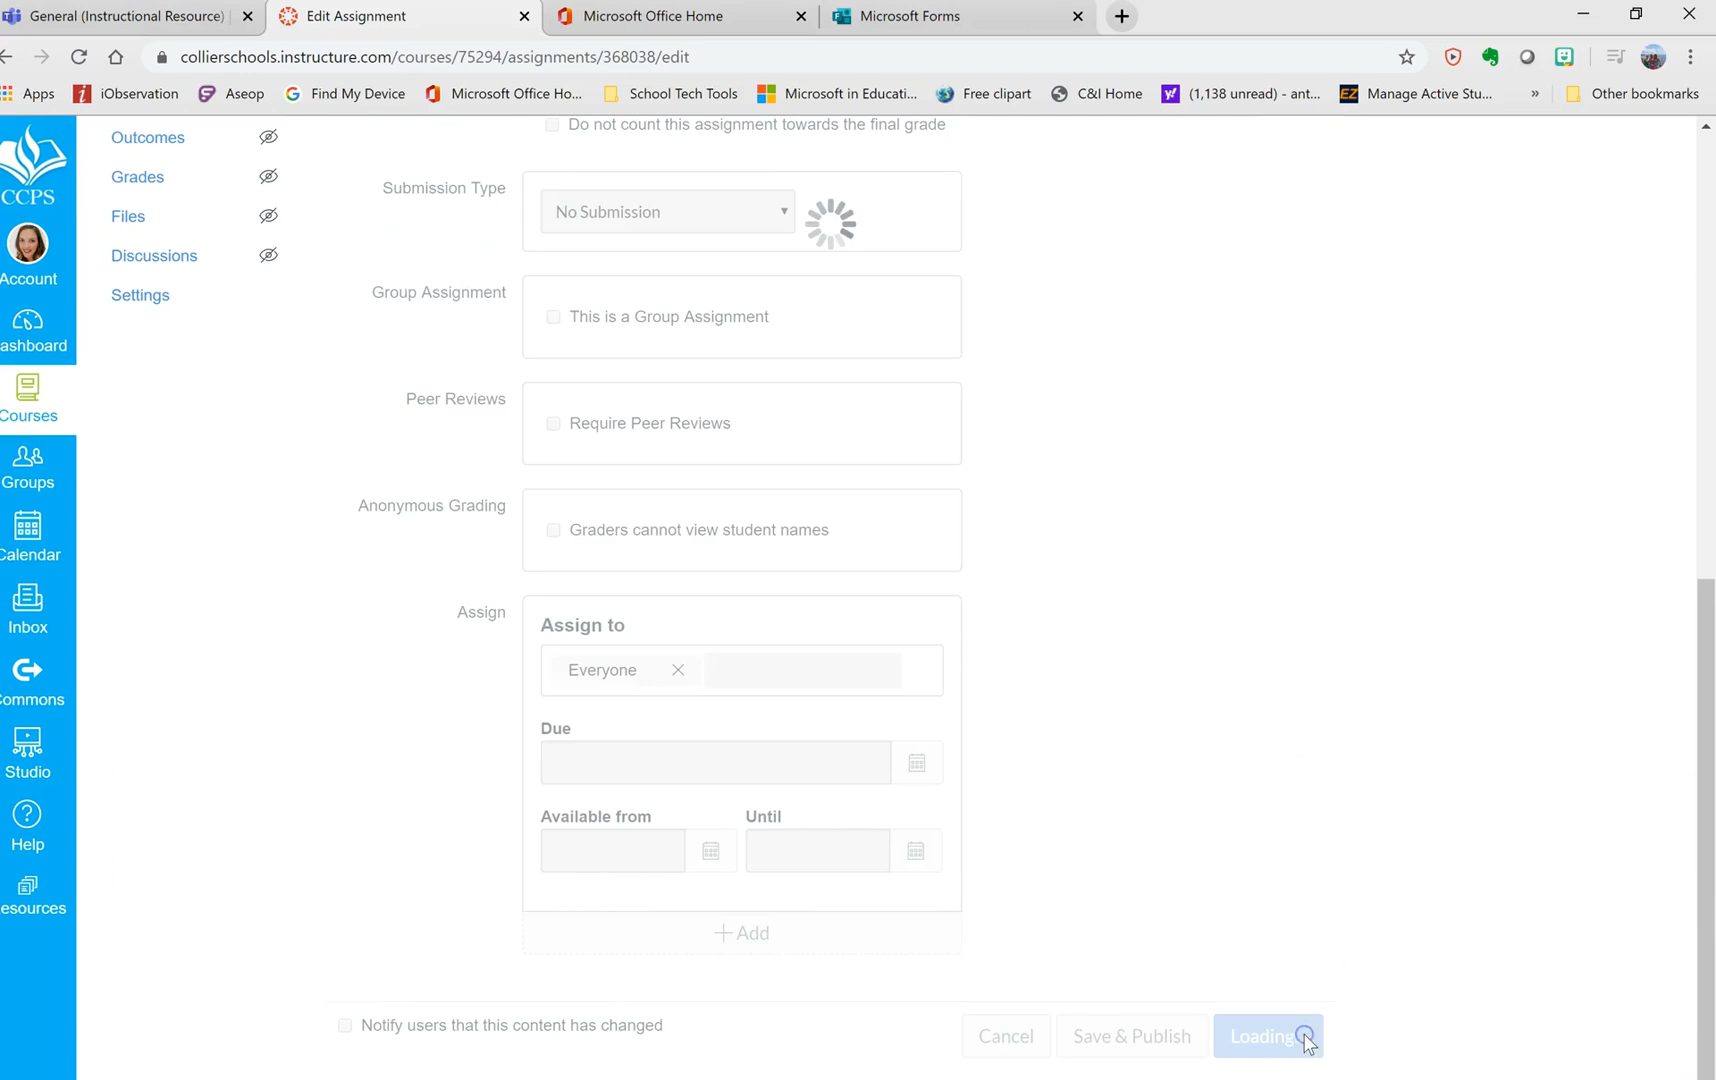 General (Instructional Resource)
Edit Assignment
Microsoft Office Home
Microsoft Forms
collierschools.instructure.com/courses/75294/assignments/368038/edit
Apps
iObservation
Aseop
Find My Device
Microsoft Office Ho...
School Tech Tools
Microsoft in Educati...
Free clipart
C&I Home
(1,138 unread) - ant...
EZ
Manage Active Stu...
»
Other bookmarks
CCPS
Account
ashboard
Courses
Groups
Calendar
Inbox
ommons
Studio
Help
esources
Outcomes
Grades
Files
Discussions
Settings
Do not count this assignment towards the final grade
Submission Type
No Submission
Group Assignment
This is a Group Assignment
Peer Reviews
Require Peer Reviews
Anonymous Grading
Graders cannot view student names
Assign
Assign to
Everyone
Due
Available from
Until
+ Add
Notify users that this content has changed
Cancel
Save & Publish
Loading